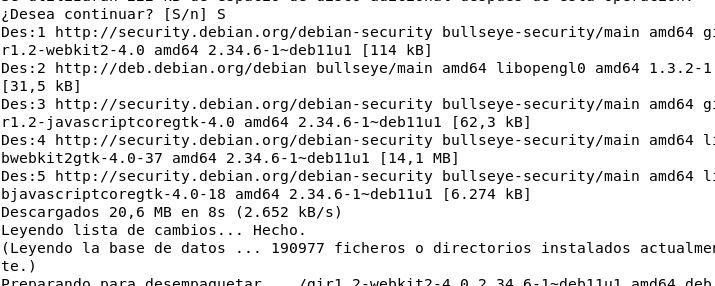 ¿Desea continuar? [S/n] S
Des:1 http://security.debian.org/debian-security bullseye-security/main amd64 gi
r1.2-webkit2-4.0 amd64 2.34.6-1~deb11u1 [114 kB]
Des:2 http://deb.debian.org/debian bullseye/main amd64 libopengl0 amd64 1.3.2-1
[31,5 kB]
Des:3 http://security.debian.org/debian-security bullseye-security/main amd64 gi
r1.2-javascriptcoregtk-4.0 amd64 2.34.6-1~deb11u1 [62,3 kB]
Des:4 http://security.debian.org/debian-security bullseye-security/main amd64 li
bwebkit2gtk-4.0-37 amd64 2.34.6-1~deb11u1 [14,1 MB]
Des:5 http://security.debian.org/debian-security bullseye-security/main amd64 li
bjavascriptcoregtk-4.0-18 amd64 2.34.6-1~deb11u1 [6.274 kB]
Descargados 20,6 MB en 8s (2.652 kB/s)
Leyendo lista de cambios... Hecho.
(Leyendo la base de datos ... 190977 ficheros o directorios instalados actualmen
te.)
Preparando para desempaquetar .../gir1.2-webkit2-4.0_2.34.6-1~deb11u1_amd64.deb